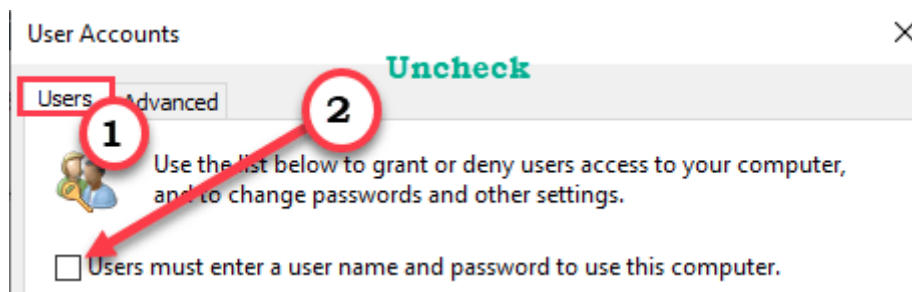 User Accounts
Uncheck
Users Advanced
1
2
Use the list below to grant or deny users access to your computer,
and to change passwords and other settings.
Users must enter a user name and password to use this computer.